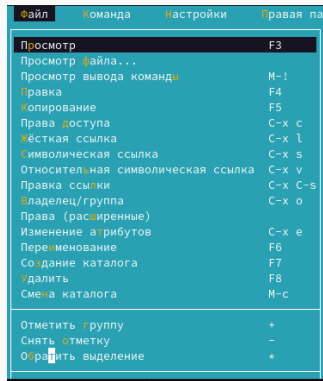 Файл Команда Настройки Правая па
Просмотр F3
Просмотр файла...
Просмотр вывода команды M-!
Правка F4
Копирование F5
Права доступа C-x c
Жёсткая ссылка C-x l
Символическая ссылка C-x s
Относительная символическая ссылка C-x v
Правка ссылки C-x C-s
Владелец/группа C-x o
Права (расширенные)
Изменение атрибутов C-x e
Переименование F6
Создание каталога F7
Удалить F8
Смена каталога M-c
Отметить группу +
Снять отметку -
Обратить выделение *